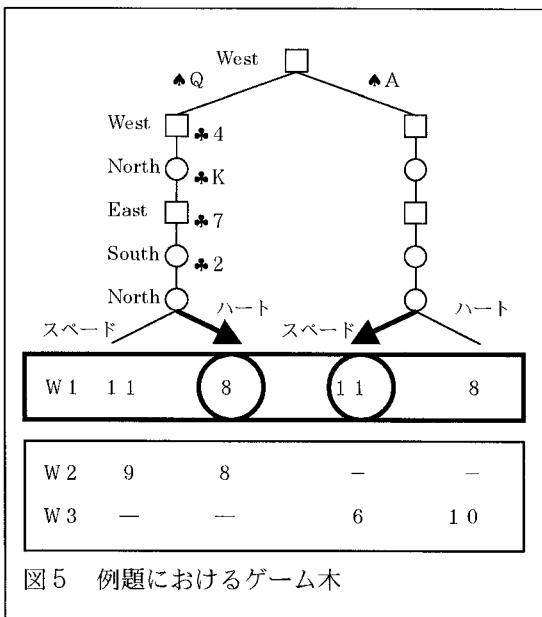 West
♠Q ♠A
West ♣4
North ♣K
East ♣7
South ♣2
North
スペード ハート スペード ハート
W1 11 8 11 8
W2 9 8 － －
W3 ― ― 6 10
図5 例題におけるゲーム木